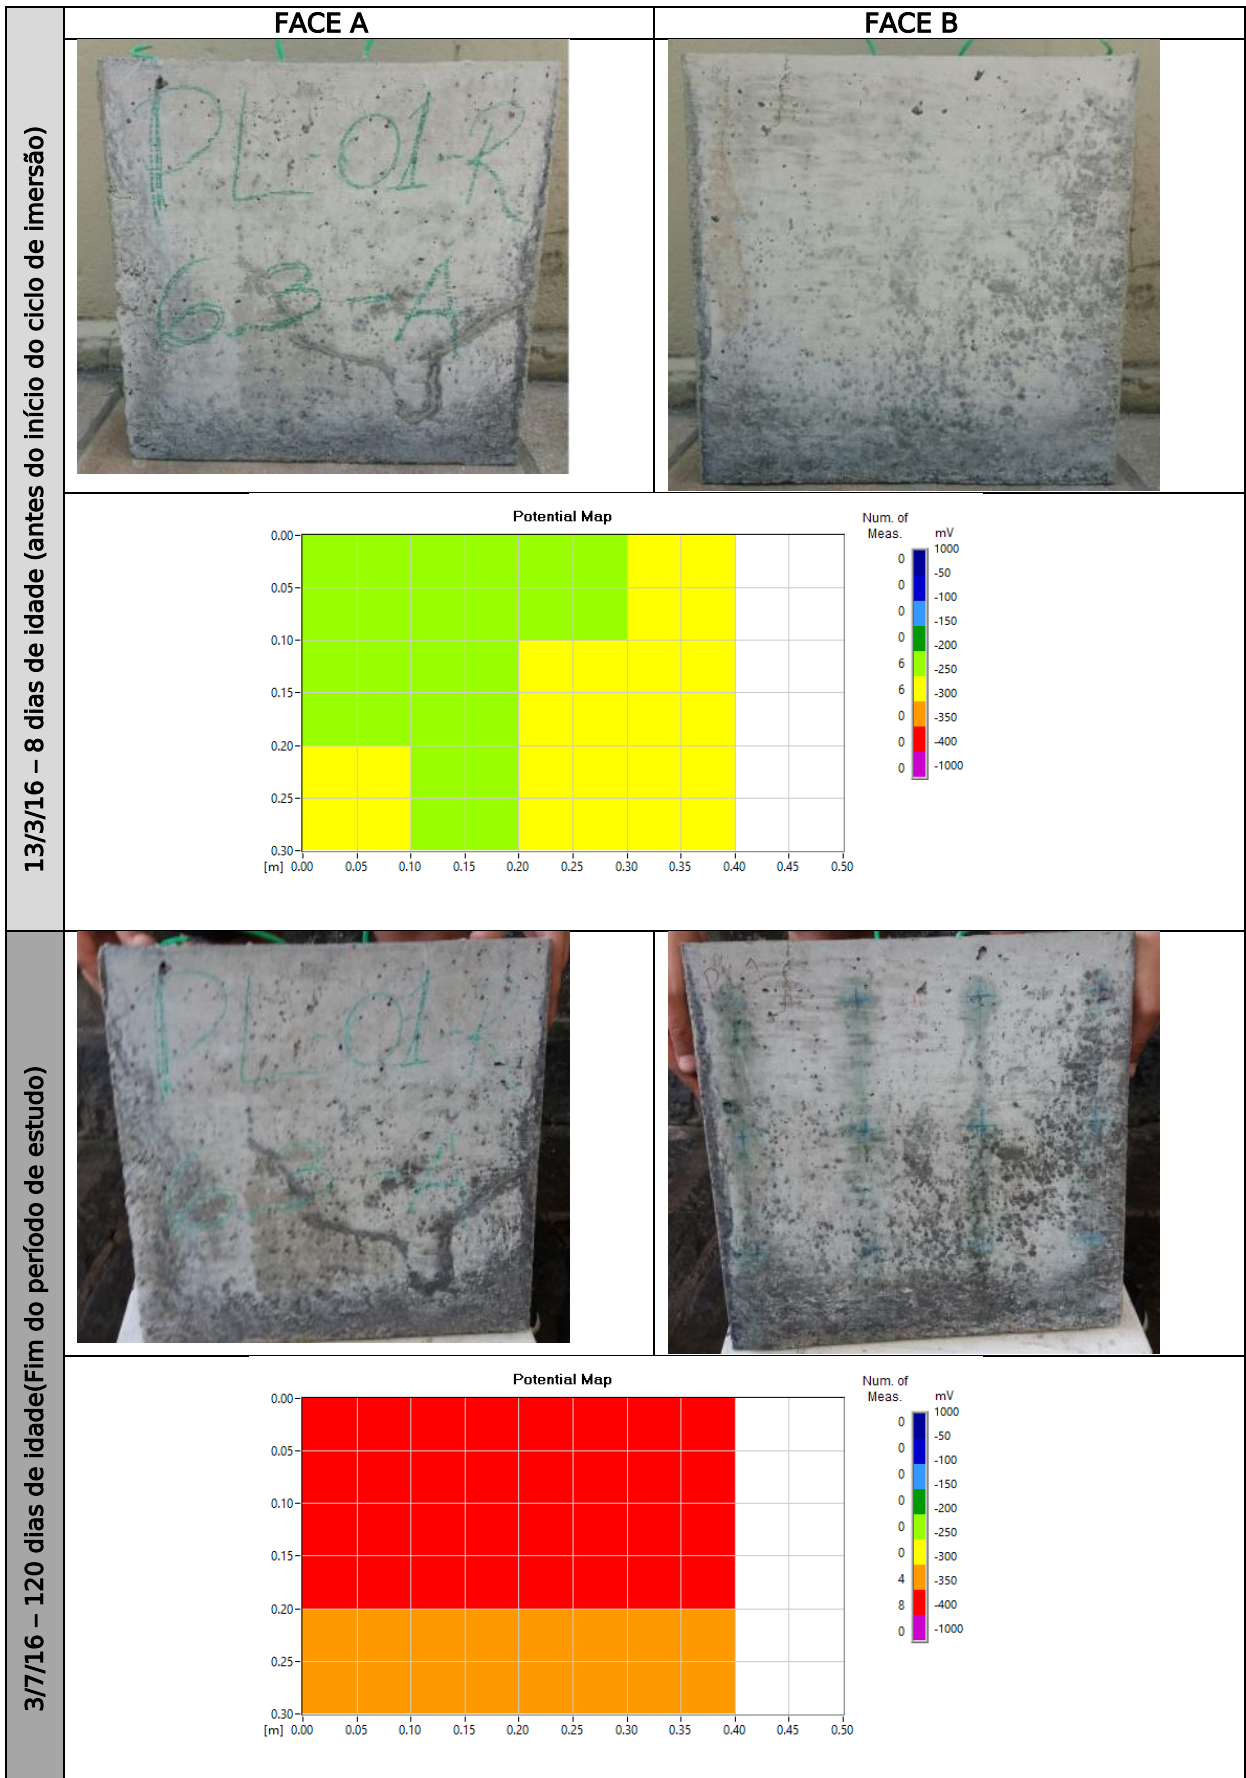 FACE A
FACE B
13/3/16 – 8 dias de idade (antes do início do ciclo de imersão)
PL-01-R
6.3-A
Potential Map
Num. of
Meas.
mV
0.00
0.05
0.10
0.15
0.20
0.25
0.30
[m] 0.00 0.05 0.10 0.15 0.20 0.25 0.30 0.35 0.40 0.45 0.50
1000
0
-50
0
-100
0
-150
0
-200
6
-250
6
-300
0
-350
0
-400
0
-1000
3/7/16 – 120 dias de idade(Fim do período de estudo)
PL-01-R
6.3-A
Potential Map
Num. of
Meas.
mV
0.00
0.05
0.10
0.15
0.20
0.25
0.30
[m] 0.00 0.05 0.10 0.15 0.20 0.25 0.30 0.35 0.40 0.45 0.50
1000
0
-50
0
-100
0
-150
0
-200
0
-250
0
-300
4
-350
8
-400
0
-1000